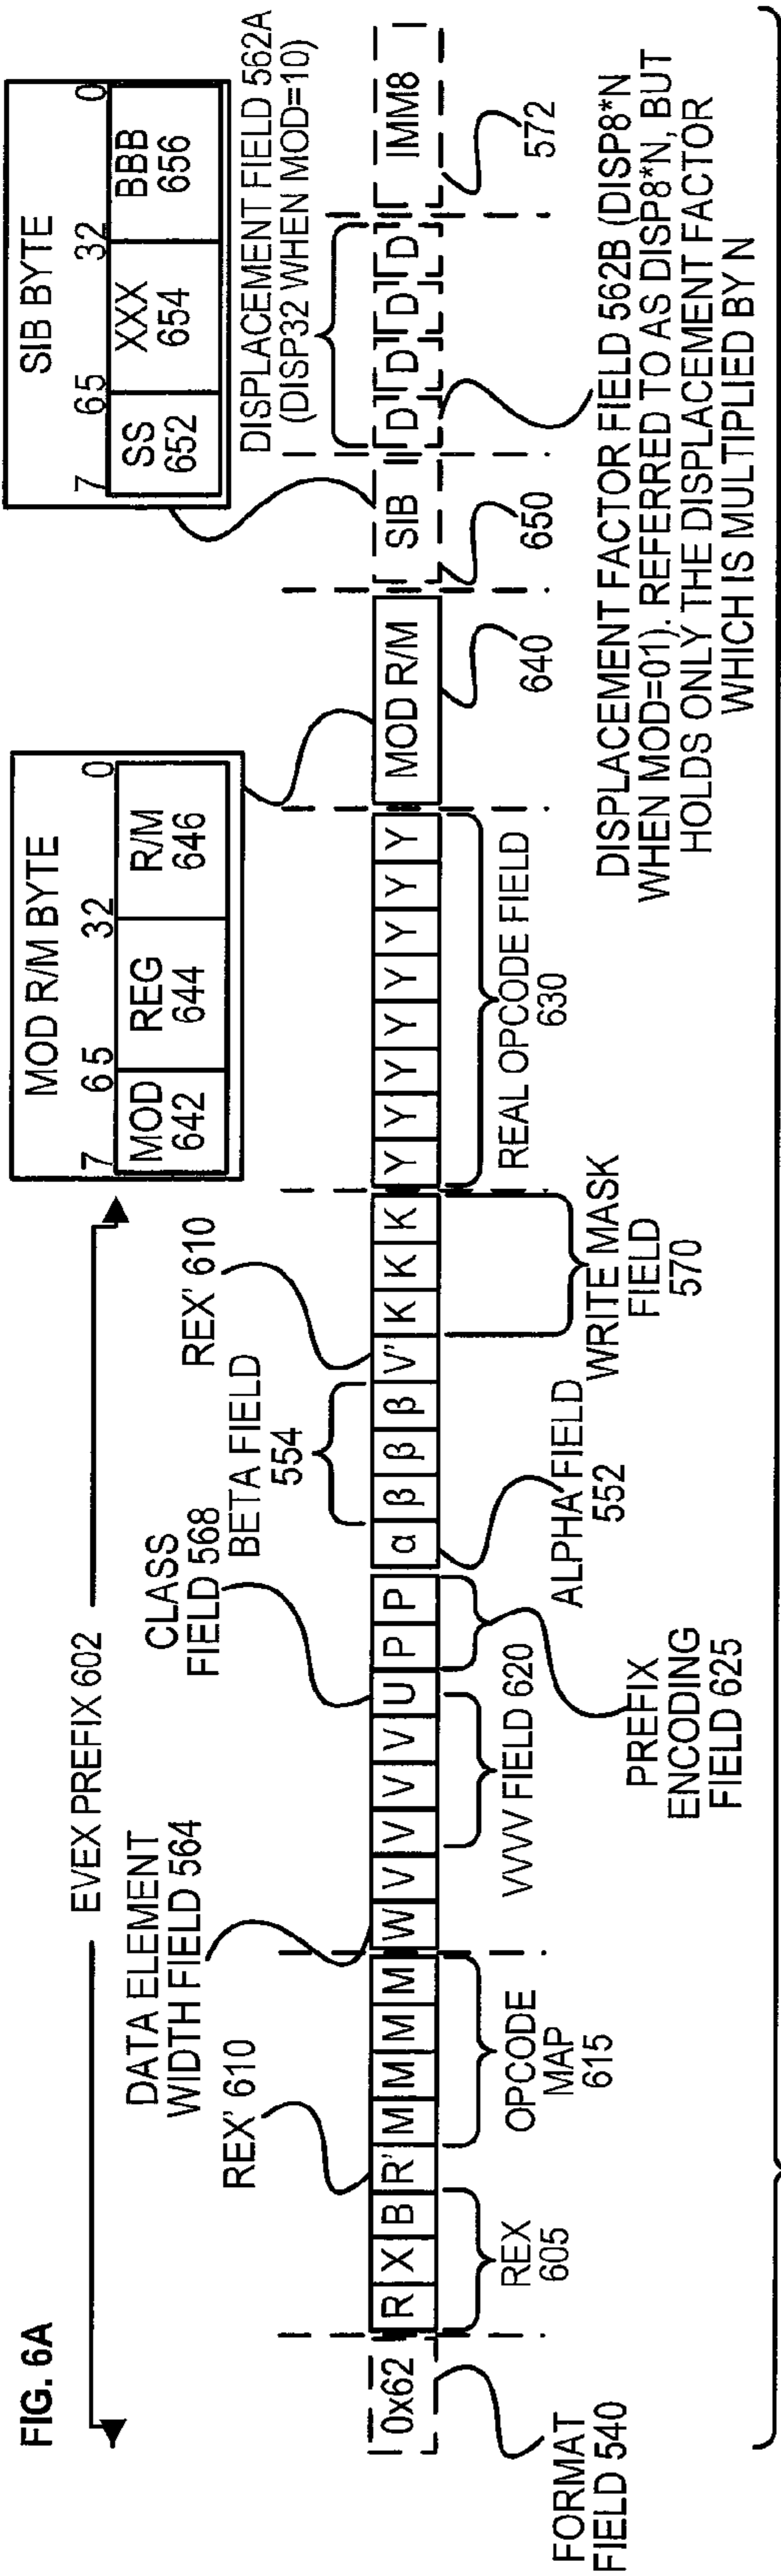 FIG. 6A
EVEX PREFIX 602
MOD R/M BYTE
7 6 5 3 2 0
MOD
642
REG
644
R/M
646
SIB BYTE
7 6 5 3 2 0
SS
652
XXX
654
BBB
656
DATA ELEMENT
WIDTH FIELD 564
REX' 610
CLASS
FIELD 568
BETA FIELD
554
REX' 610
DISPLACEMENT FIELD 562A
(DISP32 WHEN MOD=10)
0x62 R X B R' M M M M W V V V V U P P α β β β V' K K K Y Y Y Y Y Y Y Y MOD R/M SIB D D D D IMM8
FORMAT
FIELD 540
REX
605
OPCODE
MAP
615
VVVV FIELD 620
PREFIX
ENCODING
FIELD 625
ALPHA FIELD
552
WRITE MASK
FIELD
570
REAL OPCODE FIELD
630
640
650
572
DISPLACEMENT FACTOR FIELD 562B (DISP8*N
WHEN MOD=01). REFERRED TO AS DISP8*N, BUT
HOLDS ONLY THE DISPLACEMENT FACTOR
WHICH IS MULTIPLIED BY N